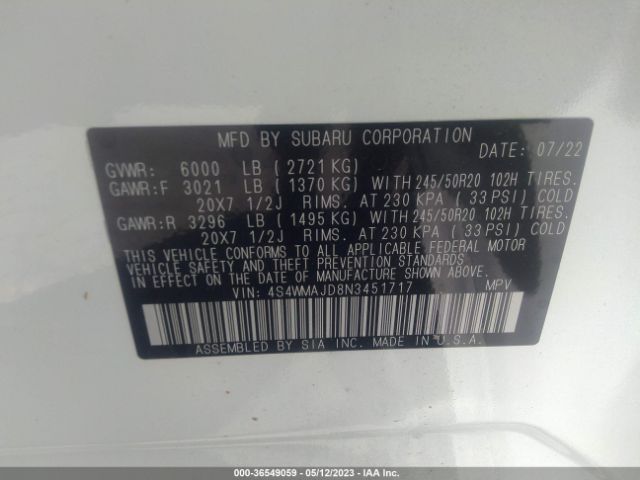 MFD BY SUBARU CORPORATION DATE: 07/22
GVWR: 6000 LB ( 2721 KG)
GAWR:F 3021 LB ( 1370 KG) WITH 245/50R20 102H TIRES.
20X7 1/2J RIMS. AT 230 KPA ( 33 PSI) COLD
GAWR:R 3296 LB ( 1495 KG) WITH 245/50R20 102H TIRES.
20X7 1/2J RIMS. AT 230 KPA ( 33 PSI) COLD
THIS VEHICLE CONFORMS TO ALL APPLICABLE FEDERAL MOTOR
VEHICLE SAFETY AND THEFT PREVENTION STANDARDS
IN EFFECT ON THE DATE OF MANUFACTURE SHOWN ABOVE.
VIN: 4S4WMAJD8N3451717 MPV
ASSEMBLED BY SIA INC. MADE IN U.S.A.
000-36549059 - 05/12/2023 - IAAI.COM